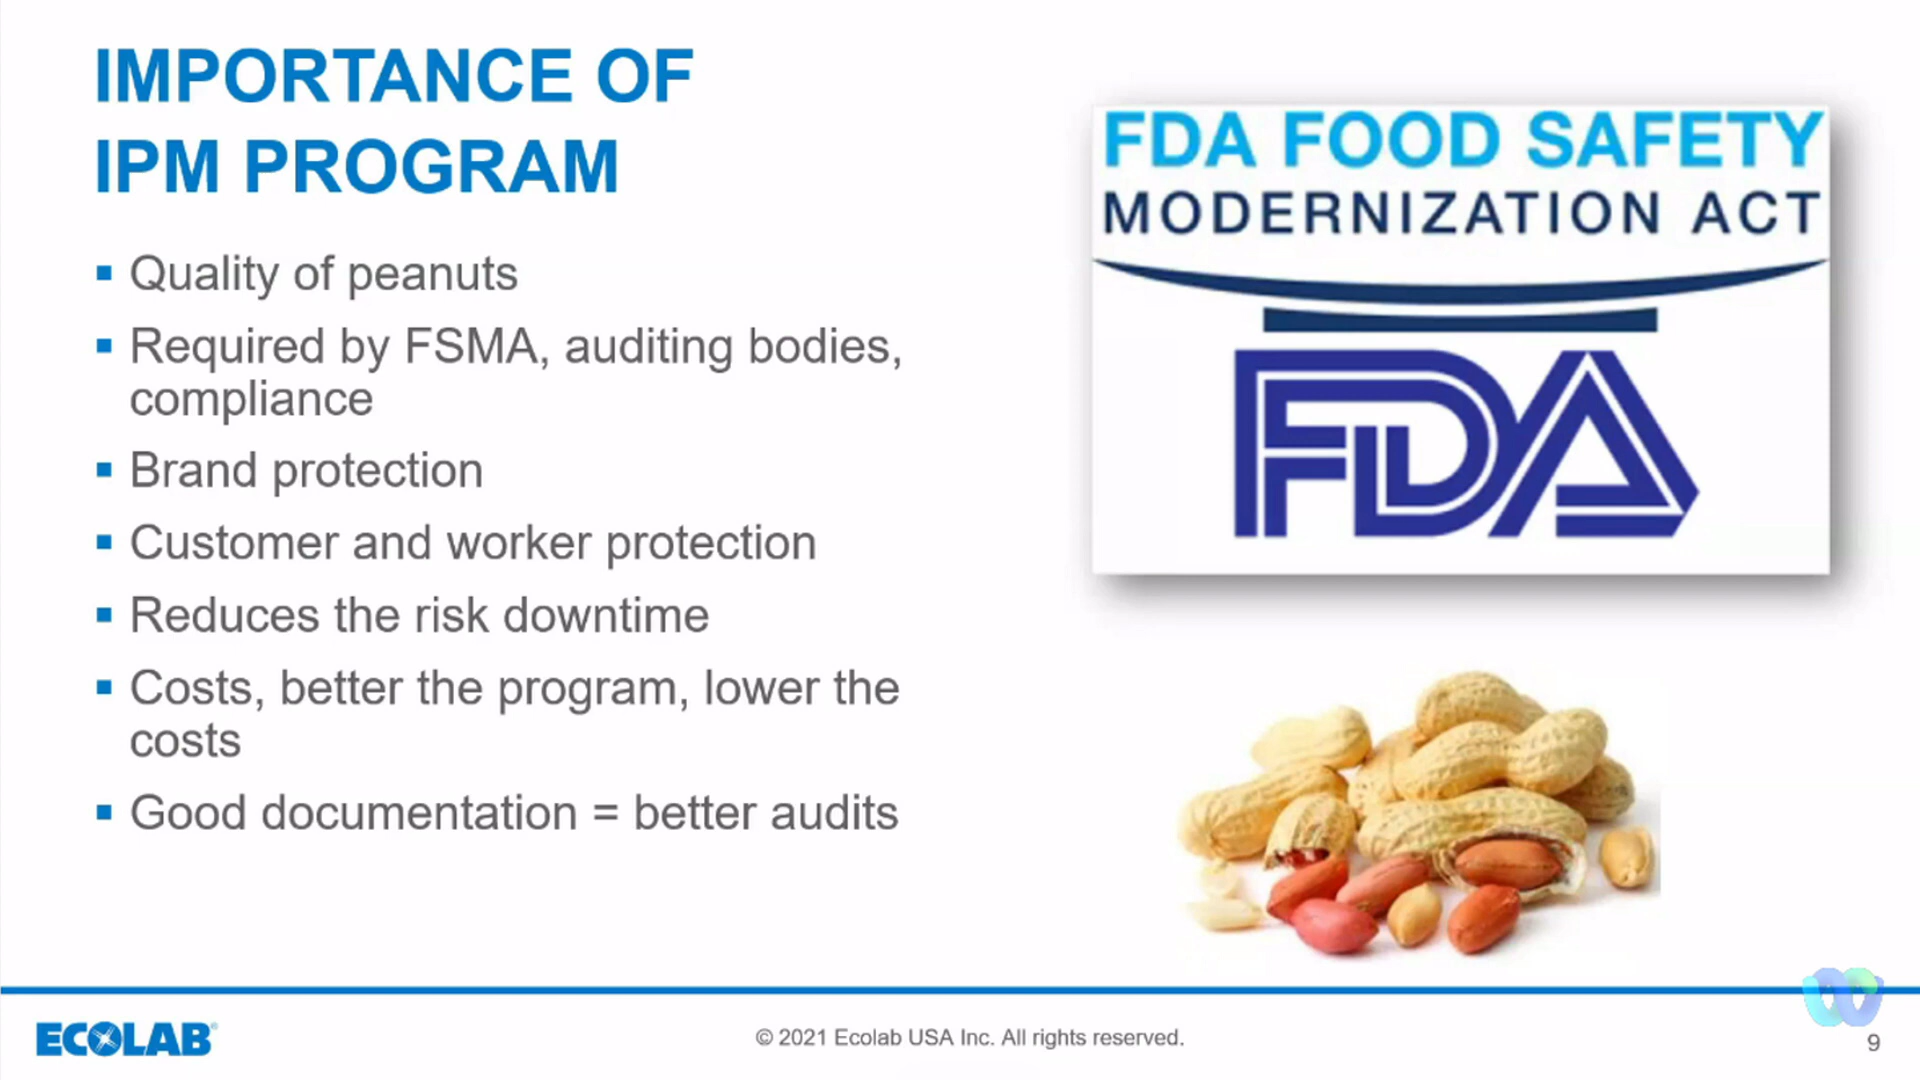 IMPORTANCE OF
IPM PROGRAM
Quality of peanuts
Required by FSMA, auditing bodies,
compliance
Brand protection
Customer and worker protection
Reduces the risk downtime
Costs, better the program, lower the
costs
Good documentation = better audits
FDA FOOD SAFETY
MODERNIZATION ACT
FDA
ECOLAB®
© 2021 Ecolab USA Inc. All rights reserved.
9